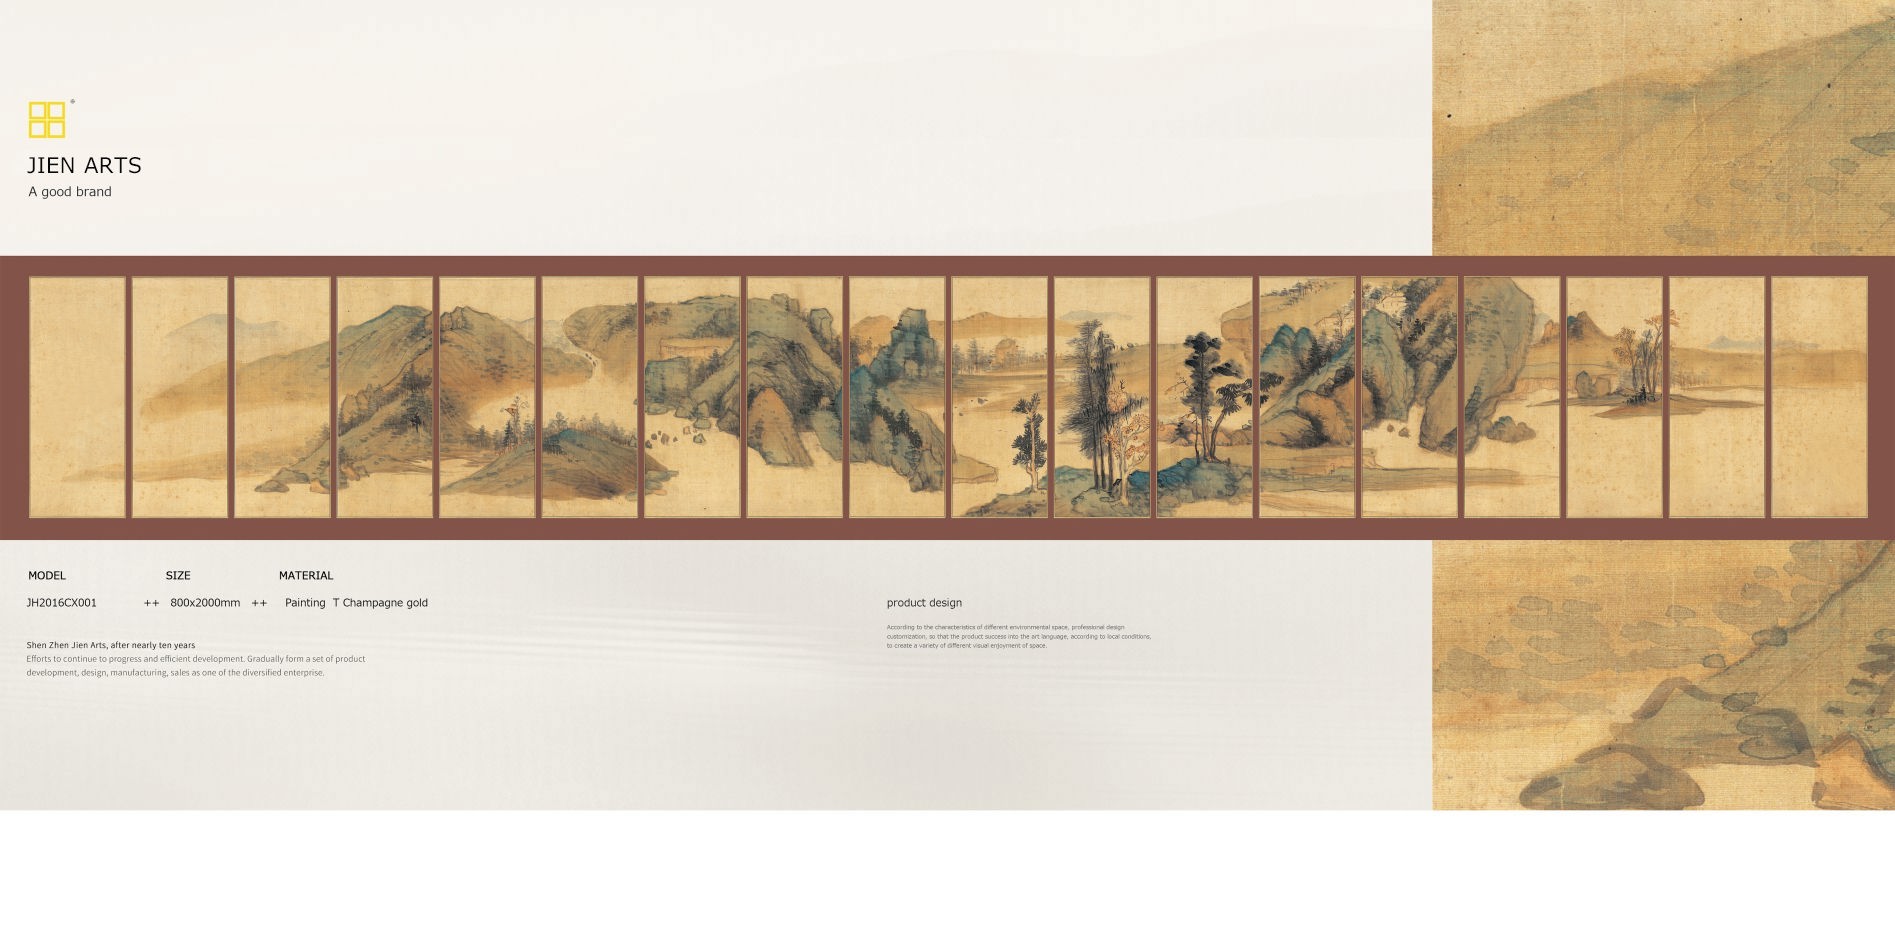 JIEN ARTS
A good brand
MODEL SIZE MATERIAL
JH2016CX001 ++ 800x2000mm ++ Painting T Champagne gold
Shen Zhen Jien Arts, after nearly ten years
Efforts to continue to progress and efficient development. Gradually form a set of product
development, design, manufacturing, sales as one of the diversified enterprise.
product design
According to the characteristics of different environmental space, professional design
customization, so that the product success into the art language, according to local conditions,
to create a variety of different visual enjoyment of space.